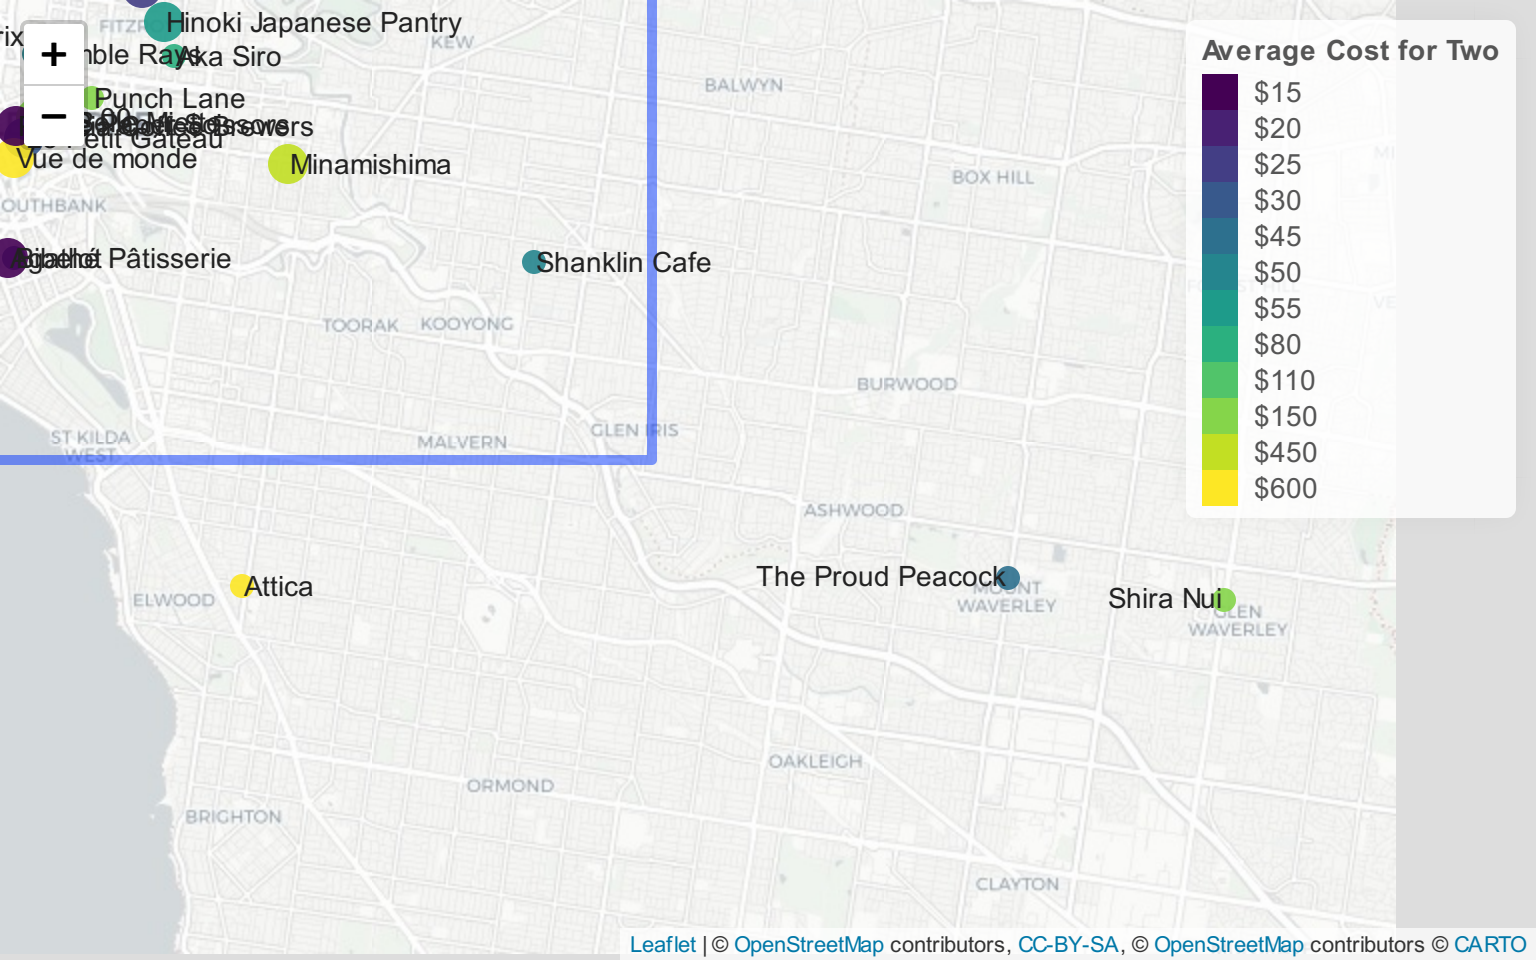 Hinoki Japanese Pantry
Aka Siro
KEW
BALWYN
Punch Lane
Vue de monde
Minamishima
BOX HILL
Pâtisserie
Shanklin Cafe
TOORAK
KOOYONG
BURWOOD
ST KILDA
WEST
MALVERN
GLEN IRIS
ASHWOOD
Attica
ELWOOD
The Proud Peacock
MOUNT
WAVERLEY
Shira Nui
GLEN
WAVERLEY
OAKLEIGH
ORMOND
BRIGHTON
CLAYTON
+
−
Average Cost for Two
$15
$20
$25
$30
$45
$50
$55
$80
$110
$150
$450
$600
Leaflet | © OpenStreetMap contributors, CC-BY-SA, © OpenStreetMap contributors © CARTO